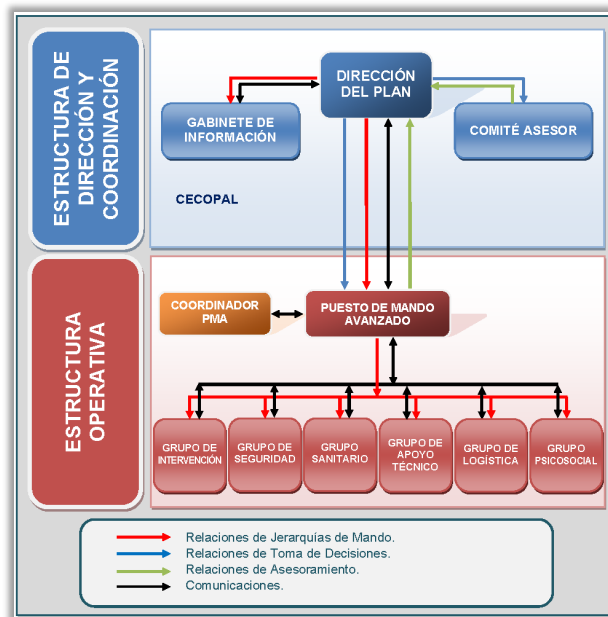 ESTRUCTURA DE
DIRECCIÓN Y
COORDINACIÓN
DIRECCIÓN
DEL PLAN
GABINETE DE
INFORMACIÓN
COMITÉ ASESOR
CECOPAL
ESTRUCTURA
OPERATIVA
COORDINADOR
PMA
PUESTO DE MANDO
AVANZADO
GRUPO DE
INTERVENCIÓN
GRUPO DE
SEGURIDAD
GRUPO
SANITARIO
GRUPO DE
APOYO
TÉCNICO
GRUPO DE
LOGÍSTICA
GRUPO
PSICOSOCIAL
Relaciones de Jerarquías de Mando.
Relaciones de Toma de Decisiones.
Relaciones de Asesoramiento.
Comunicaciones.